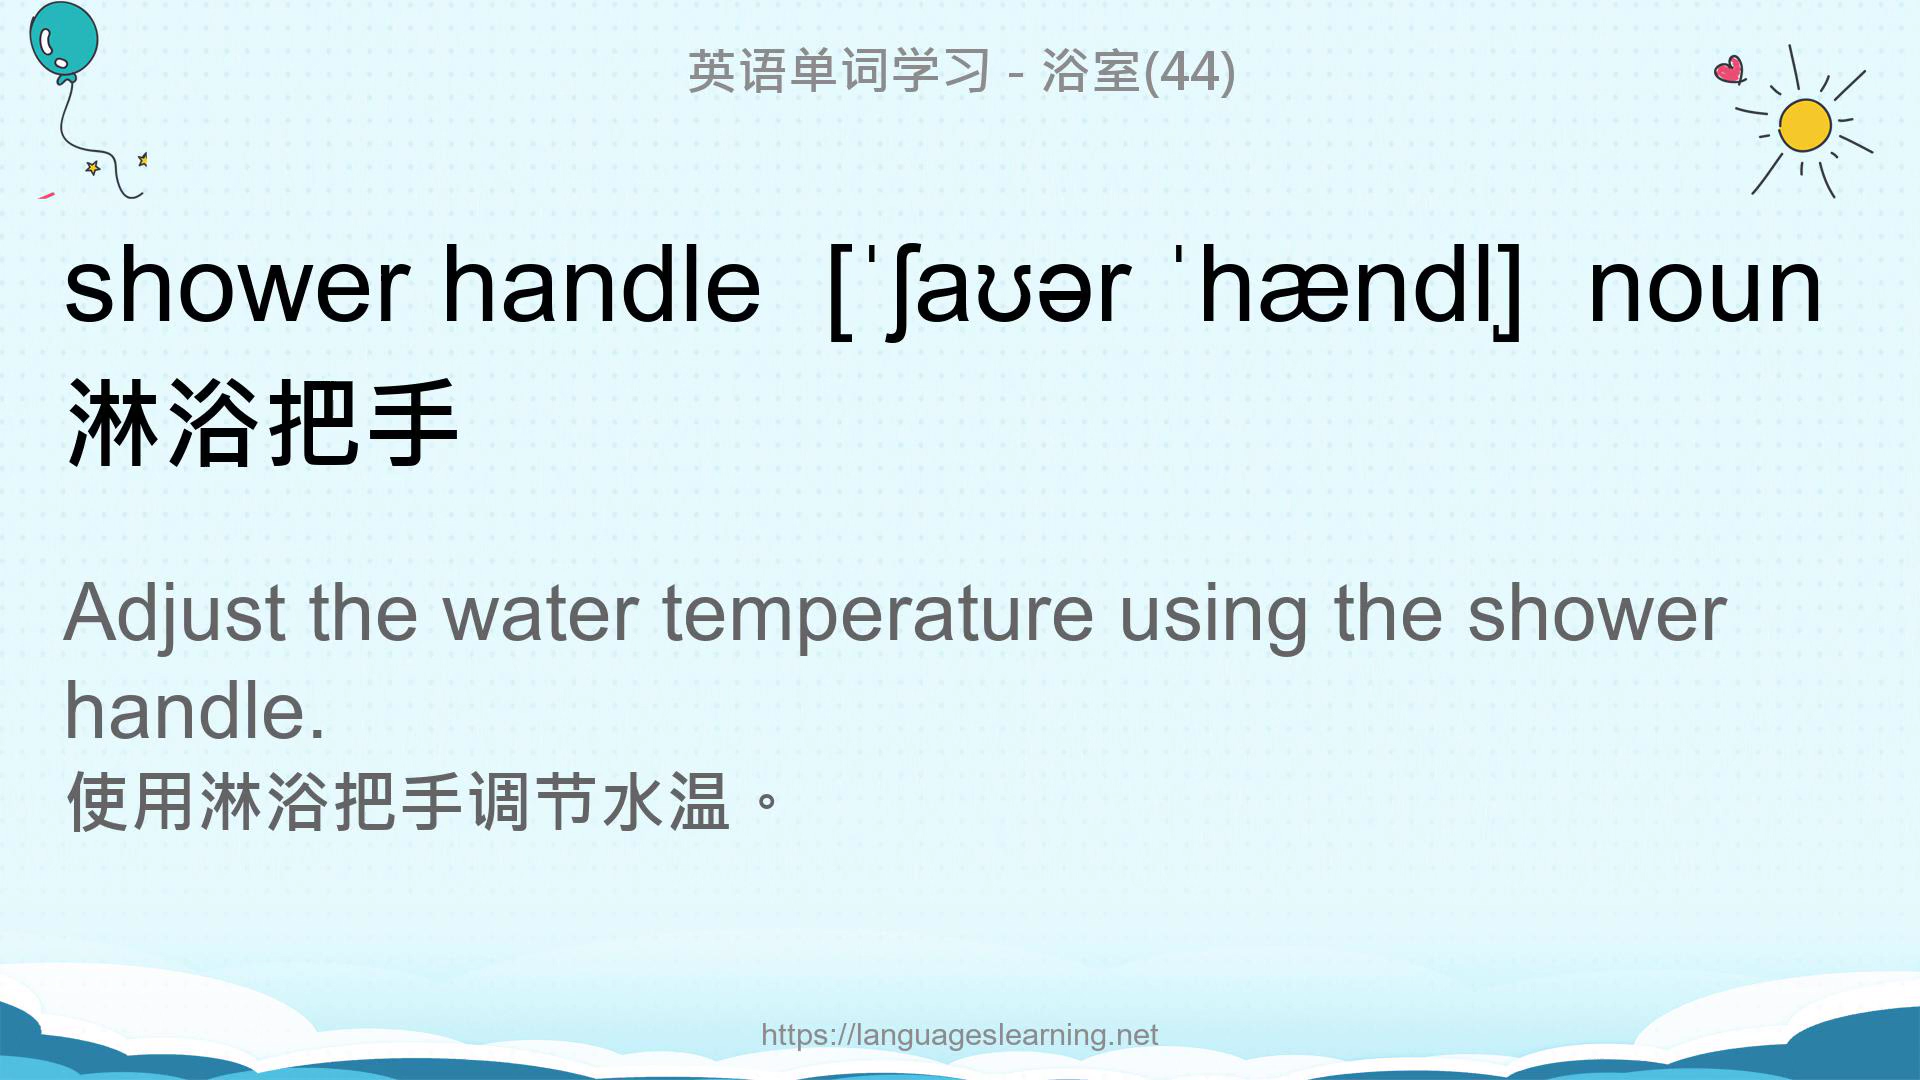 英语单词学习 - 浴室(44)
shower handle [ˈʃaʊər ˈhændl̩] noun
淋浴把手
Adjust the water temperature using the shower
handle.
使用淋浴把手调节水温。
https://languageslearning.net